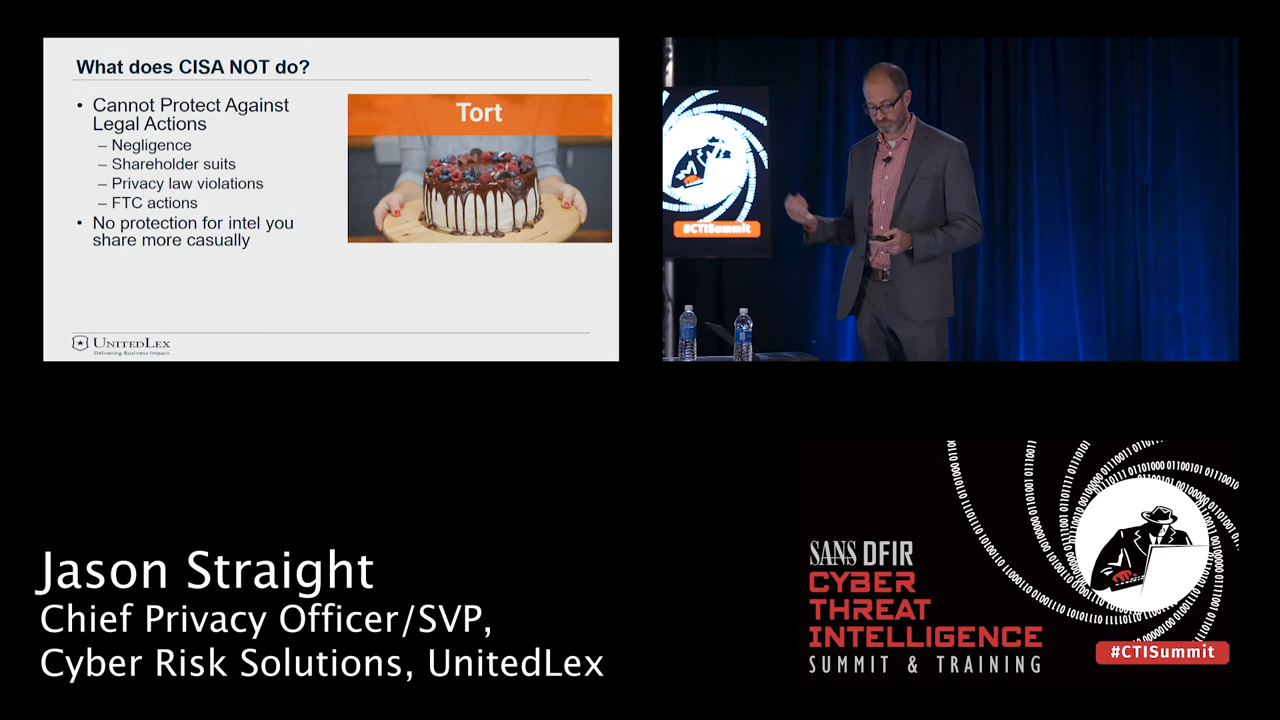 What does CISA NOT do?
• Cannot Protect Against
Legal Actions
– Negligence
– Shareholder suits
– Privacy law violations
– FTC actions
• No protection for intel you
share more casually
Tort
UNITEDLEX
Delivering Business Impact.
#CTISummit
Jason Straight
Chief Privacy Officer/SVP,
Cyber Risk Solutions, UnitedLex
SANS DFIR
CYBER
THREAT
INTELLIGENCE
SUMMIT & TRAINING
#CTISummit